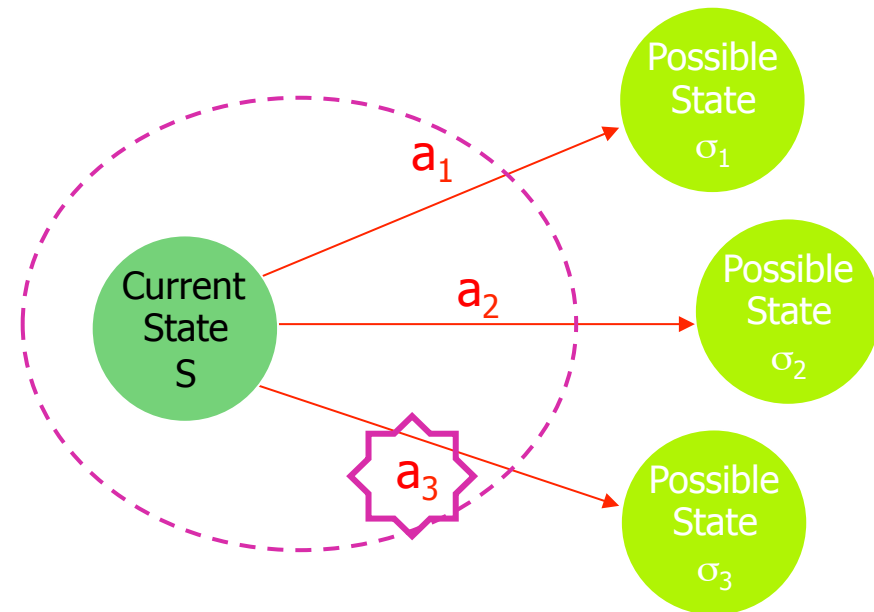 Possible
State
σ₁
a₁
Current
State
S
a₂
Possible
State
σ₂
a₃
Possible
State
σ₃